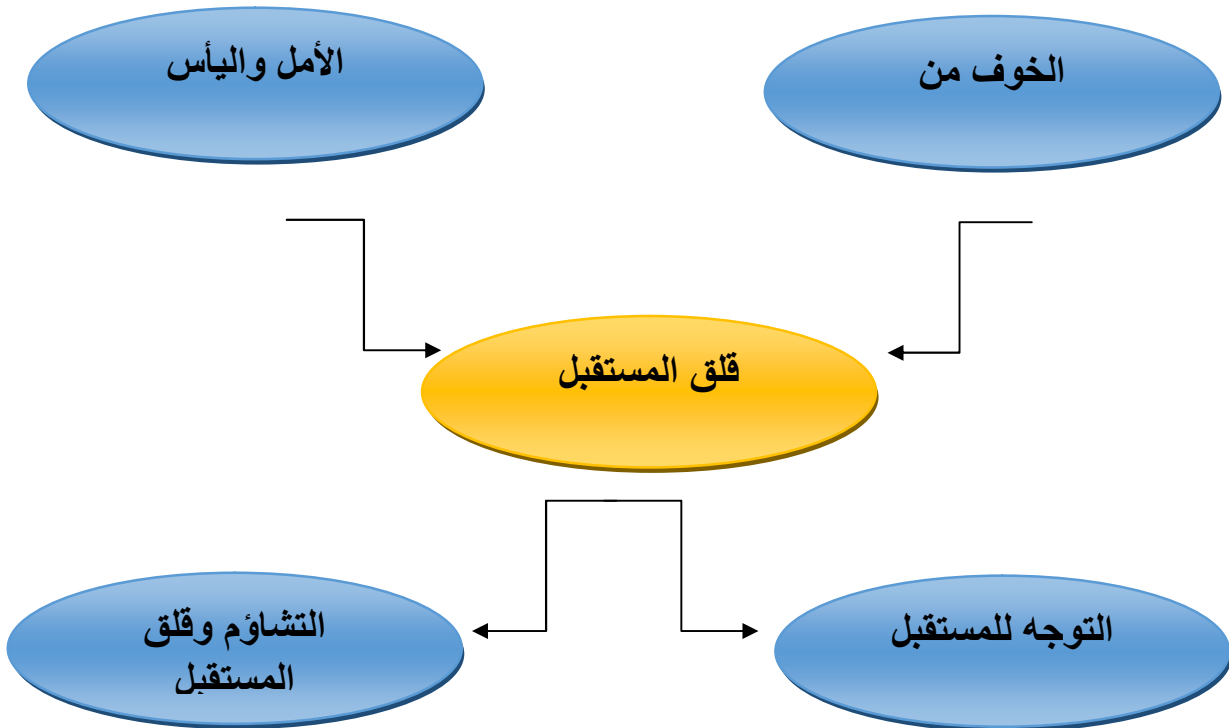 الخوف من
الأمل واليأس
قلق المستقبل
التوجه للمستقبل
التشاؤم وقلق
المستقبل